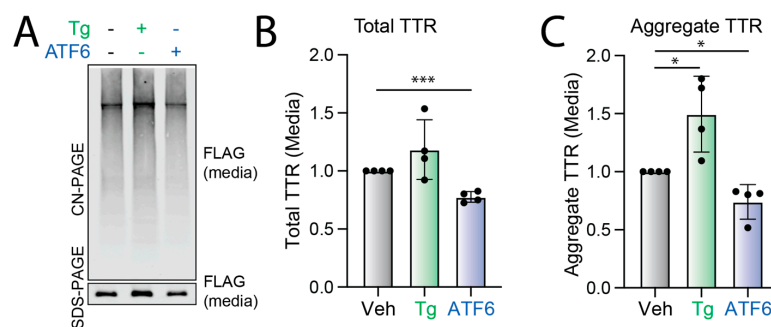 A
Tg - + -
ATF6 - - +
CN-PAGE
FLAG
(media)
SDS-PAGE
FLAG
(media)
B
Total TTR
Total TTR (Media)
2.0
1.5
1.0
0.5
0.0
***
Veh Tg ATF6
C
Aggregate TTR
Aggregate TTR (Media)
2.0
1.5
1.0
0.5
0.0
*
*
Veh Tg ATF6